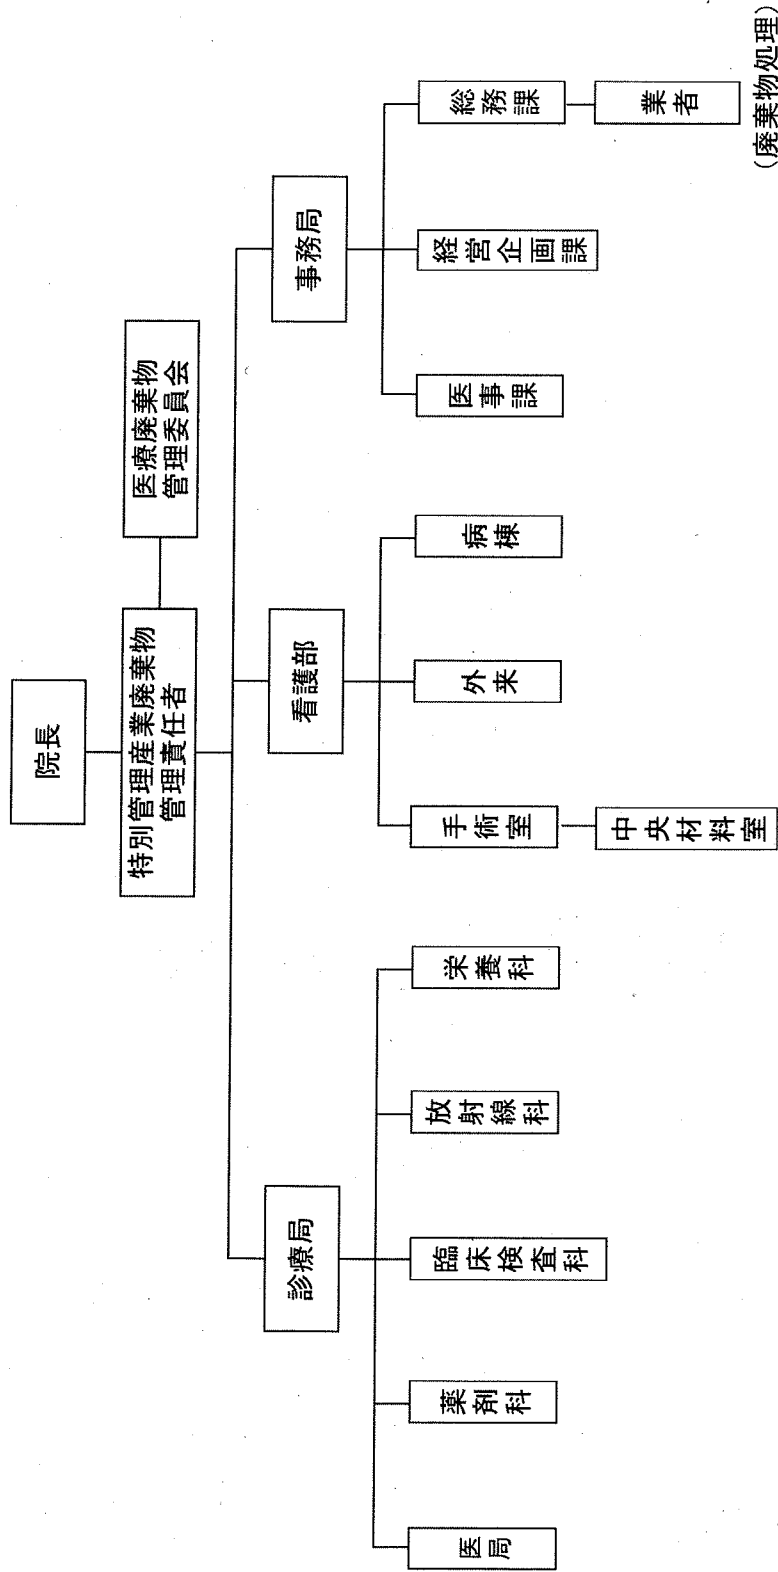 院長
特別管理産業廃棄物
管理責任者
医療廃棄物
管理委員会
診療局
看護部
事務局
医局
薬剤科
臨床検査科
放射線科
栄養科
手術室
外来
病棟
医事課
経営企画課
総務課
中央材料室
業者
(廃棄物処理)